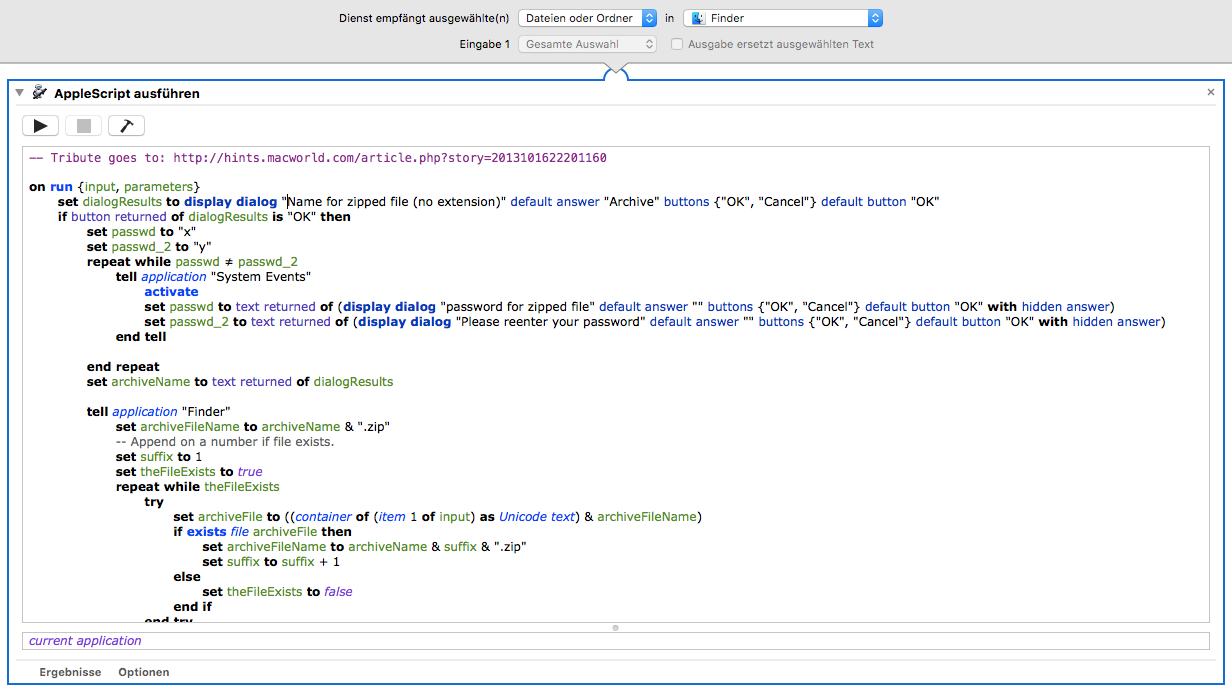 Dienst empfängt ausgewählte(n) Dateien oder Ordner in Finder
Eingabe 1 Gesamte Auswahl Ausgabe ersetzt ausgewählten Text
AppleScript ausführen
-- Tribute goes to: http://hints.macworld.com/article.php?story=2013101622201160
on run {input, parameters}
set dialogResults to display dialog "Name for zipped file (no extension)" default answer "Archive" buttons {"OK", "Cancel"} default button "OK"
if button returned of dialogResults is "OK" then
set passwd to "x"
set passwd_2 to "y"
repeat while passwd ≠ passwd_2
tell application "System Events"
activate
set passwd to text returned of (display dialog "password for zipped file" default answer "" buttons {"OK", "Cancel"} default button "OK" with hidden answer)
set passwd_2 to text returned of (display dialog "Please reenter your password" default answer "" buttons {"OK", "Cancel"} default button "OK" with hidden answer)
end tell
end repeat
set archiveName to text returned of dialogResults
tell application "Finder"
set archiveFileName to archiveName & ".zip"
-- Append on a number if file exists.
set suffix to 1
set theFileExists to true
repeat while theFileExists
try
set archiveFile to ((container of (item 1 of input) as Unicode text) & archiveFileName)
if exists file archiveFile then
set archiveFileName to archiveName & suffix & ".zip"
set suffix to suffix + 1
else
set theFileExists to false
end if
end try
current application
Ergebnisse Optionen